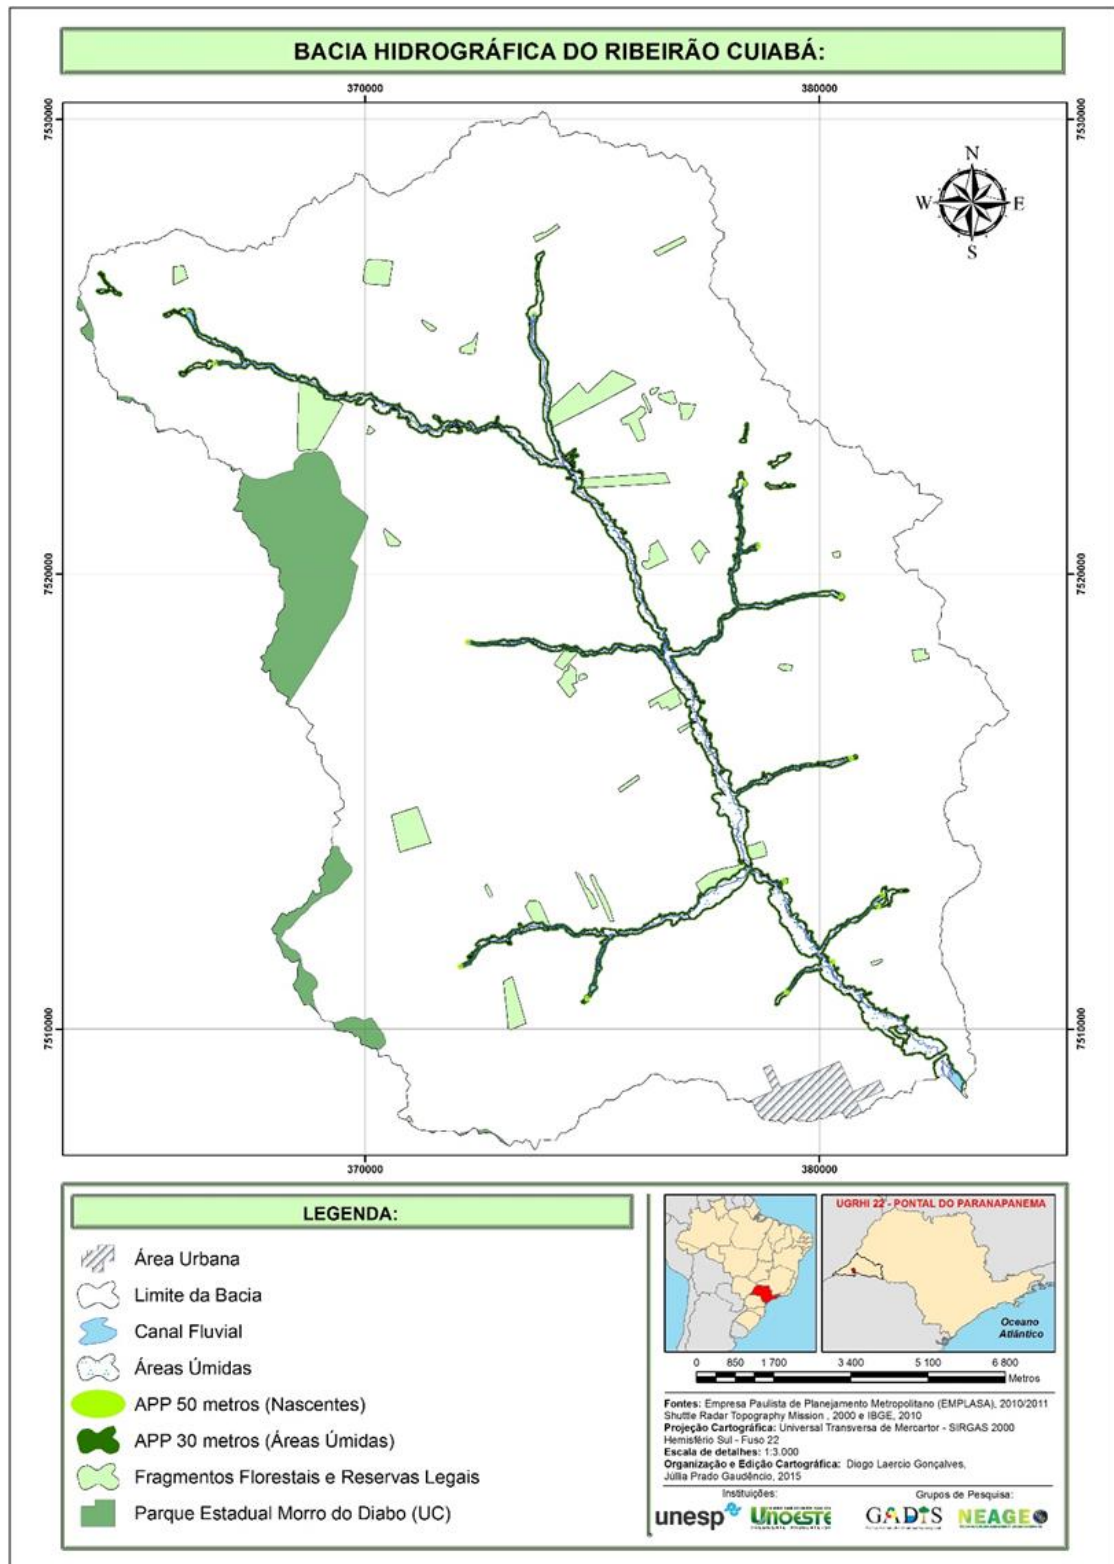 BACIA HIDROGRÁFICA DO RIBEIRÃO CUIABÁ:
370000
380000
7530000
7530000
N
W
E
S
7520000
7520000
7510000
7510000
370000
380000
LEGENDA:
Área Urbana
Limite da Bacia
Canal Fluvial
Áreas Úmidas
APP 50 metros (Nascentes)
APP 30 metros (Áreas Úmidas)
Fragmentos Florestais e Reservas Legais
Parque Estadual Morro do Diabo (UC)
UGRHI 22 - PONTAL DO PARANAPANEMA
Oceano
Atlântico
0 850 1 700 3 400 5 100 6 800
Metros
Fontes: Empresa Paulista de Planejamento Metropolitano (EMPLASA), 2010/2011
Shuttle Radar Topography Mission , 2000 e IBGE, 2010
Projeção Cartográfica: Universal Transversa de Mercartor - SIRGAS 2000
Hemisfério Sul - Fuso 22
Escala de detalhes: 1:3.000
Organização e Edição Cartográfica: Diogo Laercio Gonçalves,
Júllia Prado Gaudêncio, 2015
Instituições:
Grupos de Pesquisa:
unesp
UNOESTE
GADIS
NEAGEO